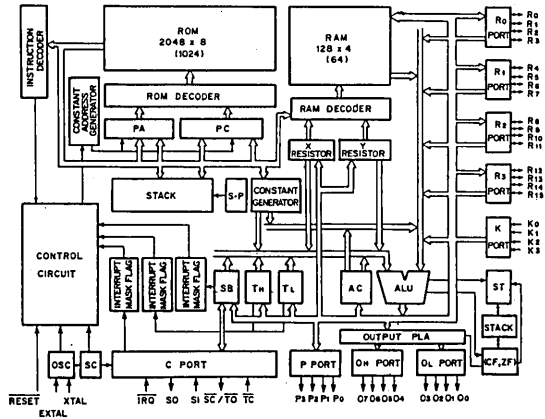 INSTRUCTION DECODER
ROM
2048 x 8
(1024)
RAM
128 x 4
(64)
R0
PORT
R0
R1
R2
R3
CONSTANT ADDRESS GENERATOR
ROM DECODER
RAM DECODER
R1
PORT
R4
R5
R6
R7
PA
PC
X
RESISTOR
Y
RESISTOR
R2
PORT
R8
R9
R10
R11
STACK
S-P
CONSTANT
GENERATOR
R3
PORT
R12
R13
R14
R15
CONTROL
CIRCUIT
K
PORT
K0
K1
K2
K3
INTERRUPT MASK FLAG
INTERRUPT MASK FLAG
INTERRUPT MASK FLAG
SB
TH
TL
AC
ALU
ST
OUTPUT PLA
STACK
OSC
SC
C PORT
P PORT
OH PORT
OL PORT
(CF,ZF)
RESET
XTAL
EXTAL
IRQ
SO
SI
SC/TO
TC
P3 P2 P1 P0
O7 O6 O5 O4
O3 O2 O1 O0